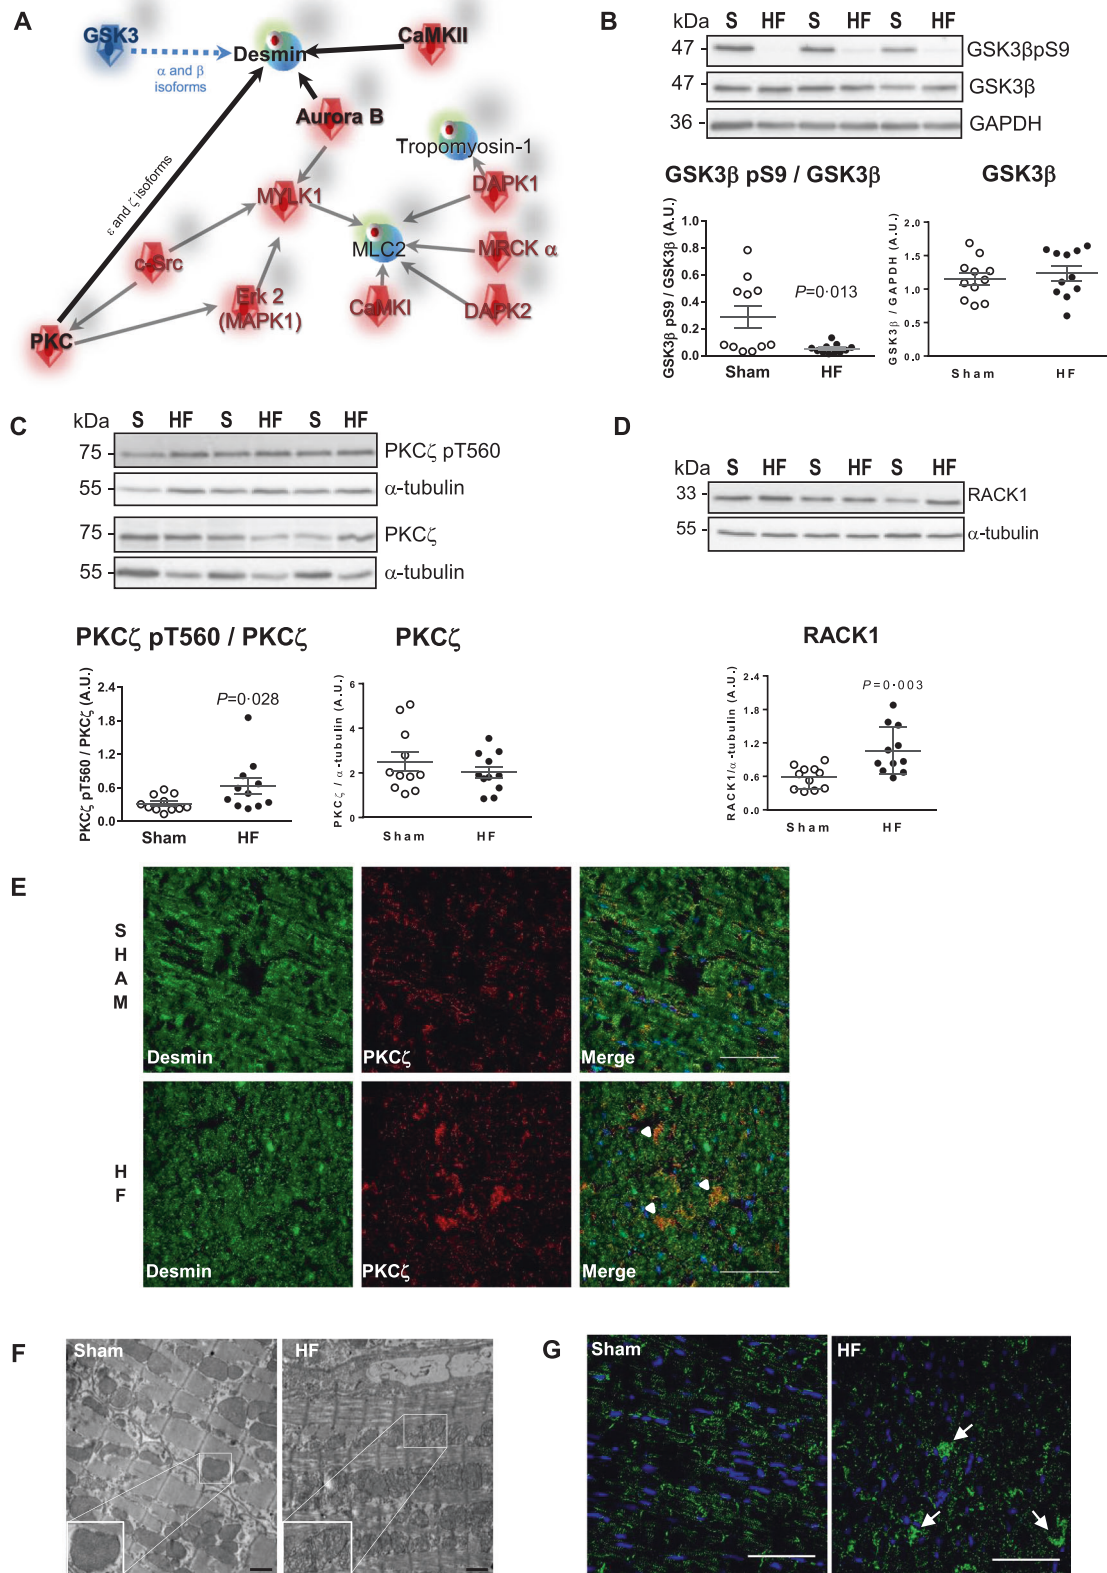 A
GSK3
Desmin
CaMKII
α and β
isoforms
Aurora B
Tropomyosin-1
ε and ζ isoforms
MYLK1
DAPK1
MLC2
MRCK α
c-Src
Erk 2
(MAPK1)
CaMKI
DAPK2
PKC
B
kDa S HF S HF S HF
47 GSK3βpS9
47 GSK3β
36 GAPDH
GSK3β pS9 / GSK3β
GSK3β pS9 / GSK3β (A.U.)
1.0
0.8
0.6
0.4
0.2
0.0
P=0·013
Sham HF
GSK3β
GSK3β / GAPDH (A.U.)
2.0
1.5
1.0
0.5
0.0
Sham HF
C
kDa S HF S HF S HF
75 PKCζ pT560
55 α-tubulin
75 PKCζ
55 α-tubulin
PKCζ pT560 / PKCζ
PKCζ pT560 / PKCζ (A.U.)
2.4
1.8
1.2
0.6
0.0
P=0·028
Sham HF
PKCζ
PKCζ / α-tubulin (A.U.)
6
4
2
0
Sham HF
D
kDa S HF S HF S HF
33 RACK1
55 α-tubulin
RACK1
RACK1/α-tubulin (A.U.)
2.4
1.8
1.2
0.6
0.0
P=0·003
Sham HF
E
SHAM
Desmin PKCζ Merge
HF
Desmin PKCζ Merge
F
Sham HF
G
Sham HF